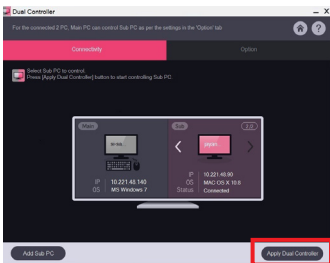 Dual Controller
For the connected 2 PC, Main PC can control Sub PC as per the settings in the 'Option' tab.
Connectivity
Option
Select Sub PC to control.
Press [Apply Dual Controller] button to start controlling Sub PC.
Main
Sub
IP 10.221.48.140
OS MS Windows 7
IP 10.221.48.90
OS MAC OS X 10.8
Status Connected
Add Sub PC
Apply Dual Controller